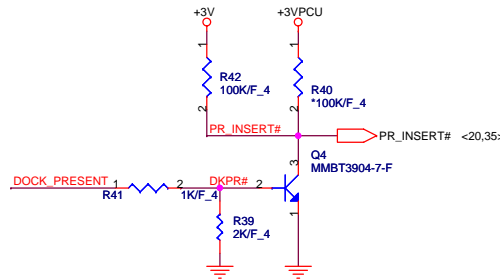 +3V
+3VPCU
1
1
R42
100K/F_4
R40
*100K/F_4
2
2
PR_INSERT#
PR_INSERT# <20,35>
3
Q4
MMBT3904-7-F
DOCK_PRESENT
1
2
DKPR#
2
R41
1K/F_4
1
R39
2K/F_4